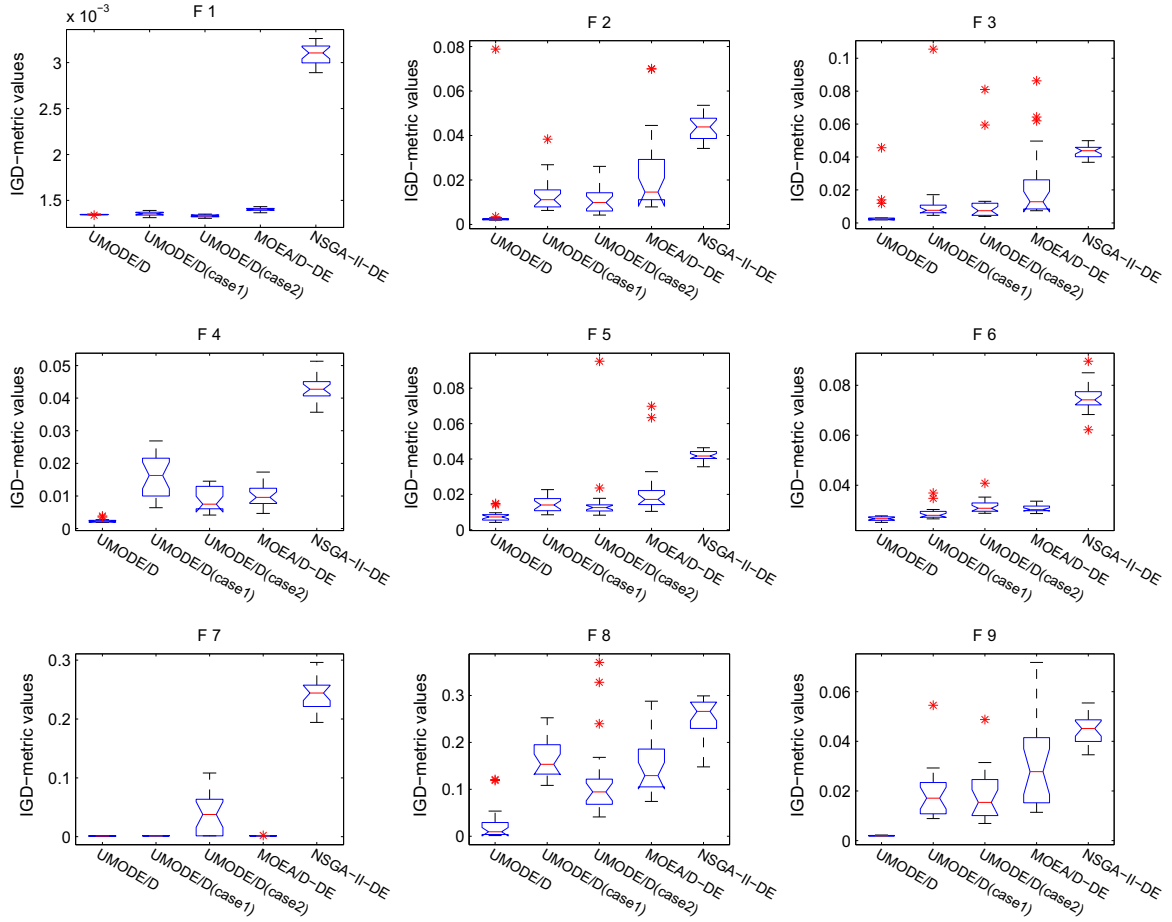 F 1
x 10−3
3
2.5
2
1.5
IGD−metric values
UMODE/D
UMODE/D(case1)
UMODE/D(case2)
MOEA/D−DE
NSGA−II−DE
F 2
0.08
0.06
0.04
0.02
0
IGD−metric values
UMODE/D
UMODE/D(case1)
UMODE/D(case2)
MOEA/D−DE
NSGA−II−DE
F 3
0.1
0.08
0.06
0.04
0.02
0
IGD−metric values
UMODE/D
UMODE/D(case1)
UMODE/D(case2)
MOEA/D−DE
NSGA−II−DE
F 4
0.05
0.04
0.03
0.02
0.01
0
IGD−metric values
UMODE/D
UMODE/D(case1)
UMODE/D(case2)
MOEA/D−DE
NSGA−II−DE
F 5
0.08
0.06
0.04
0.02
0
IGD−metric values
UMODE/D
UMODE/D(case1)
UMODE/D(case2)
MOEA/D−DE
NSGA−II−DE
F 6
0.08
0.06
0.04
IGD−metric values
UMODE/D
UMODE/D(case1)
UMODE/D(case2)
MOEA/D−DE
NSGA−II−DE
F 7
0.3
0.2
0.1
0
IGD−metric values
UMODE/D
UMODE/D(case1)
UMODE/D(case2)
MOEA/D−DE
NSGA−II−DE
F 8
0.3
0.2
0.1
0
IGD−metric values
UMODE/D
UMODE/D(case1)
UMODE/D(case2)
MOEA/D−DE
NSGA−II−DE
F 9
0.06
0.04
0.02
0
IGD−metric values
UMODE/D
UMODE/D(case1)
UMODE/D(case2)
MOEA/D−DE
NSGA−II−DE